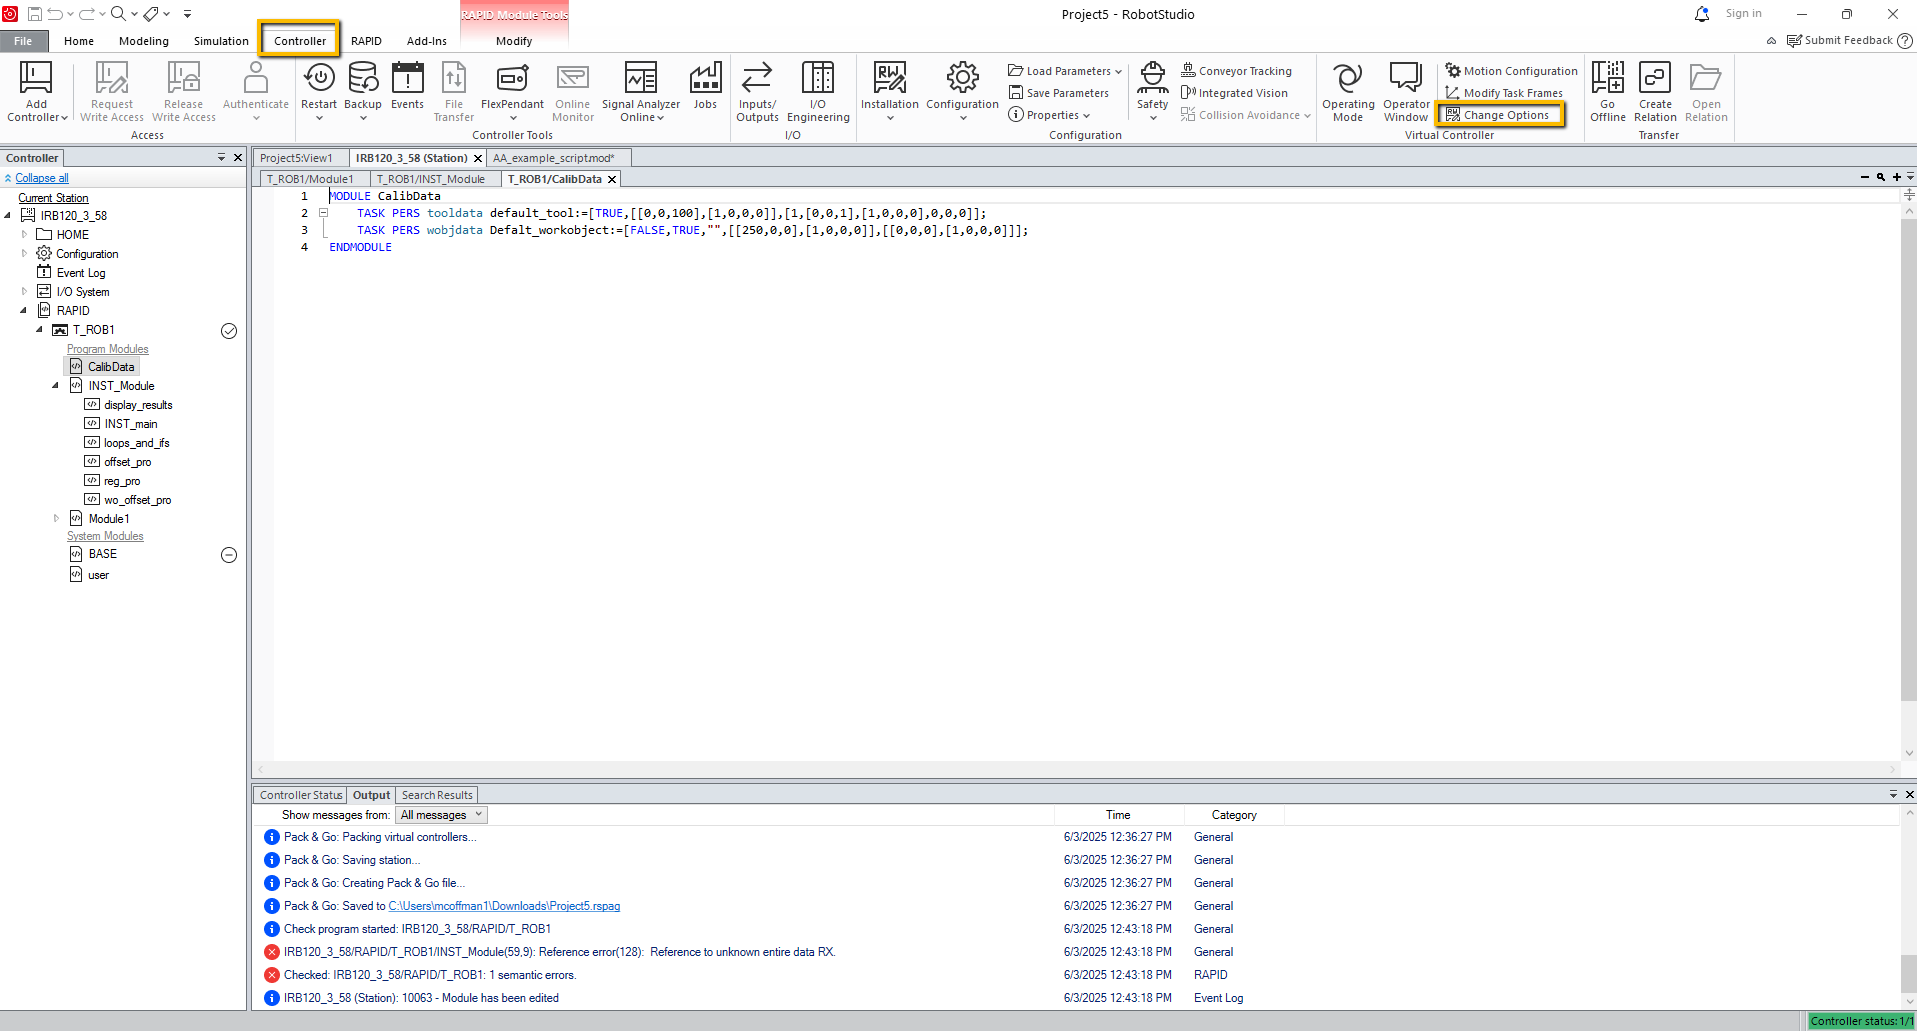 RAPID Module Tools
Project5 - RobotStudio
Sign in
File
Home
Modeling
Simulation
Controller
RAPID
Add-Ins
Modify
Submit Feedback
Add Controller
Request Write Access
Release Write Access
Authenticate
Access
Restart
Backup
Events
File Transfer
FlexPendant
Online Monitor
Signal Analyzer Online
Jobs
Controller Tools
Inputs/ Outputs
I/O Engineering
I/O
Installation
Configuration
Load Parameters
Save Parameters
Properties
Conveyor Tracking
Integrated Vision
Collision Avoidance
Safety
Configuration
Operating Mode
Operator Window
Motion Configuration
Modify Task Frames
Change Options
Virtual Controller
Go Offline
Create Relation
Open Relation
Transfer
Controller
Collapse all
Current Station
IRB120_3_58
HOME
Configuration
Event Log
I/O System
RAPID
T_ROB1
Program Modules
CalibData
INST_Module
display_results
INST_main
loops_and_ifs
offset_pro
reg_pro
wo_offset_pro
Module1
System Modules
BASE
user
Project5:View1
IRB120_3_58 (Station)
AA_example_script.mod*
T_ROB1/Module1
T_ROB1/INST_Module
T_ROB1/CalibData
1 MODULE CalibData
2 TASK PERS tooldata default_tool:=[TRUE,[[0,0,100],[1,0,0,0]],[1,[0,0,1],[1,0,0,0],0,0,0]];
3 TASK PERS wobjdata Defalt_workobject:=[FALSE,TRUE,"",[[250,0,0],[1,0,0,0]],[[0,0,0],[1,0,0,0]]];
4 ENDMODULE
Controller Status
Output
Search Results
Show messages from: All messages
Time
Category
Pack & Go: Packing virtual controllers... 6/3/2025 12:36:27 PM General
Pack & Go: Saving station... 6/3/2025 12:36:27 PM General
Pack & Go: Creating Pack & Go file... 6/3/2025 12:36:27 PM General
Pack & Go: Saved to C:\Users\mcoffman1\Downloads\Project5.rspag 6/3/2025 12:36:27 PM General
Check program started: IRB120_3_58/RAPID/T_ROB1 6/3/2025 12:43:18 PM General
IRB120_3_58/RAPID/T_ROB1/INST_Module(59,9): Reference error(128): Reference to unknown entire data RX. 6/3/2025 12:43:18 PM General
Checked: IRB120_3_58/RAPID/T_ROB1: 1 semantic errors. 6/3/2025 12:43:18 PM RAPID
IRB120_3_58 (Station): 10063 - Module has been edited 6/3/2025 12:43:18 PM Event Log
Controller status: 1/1